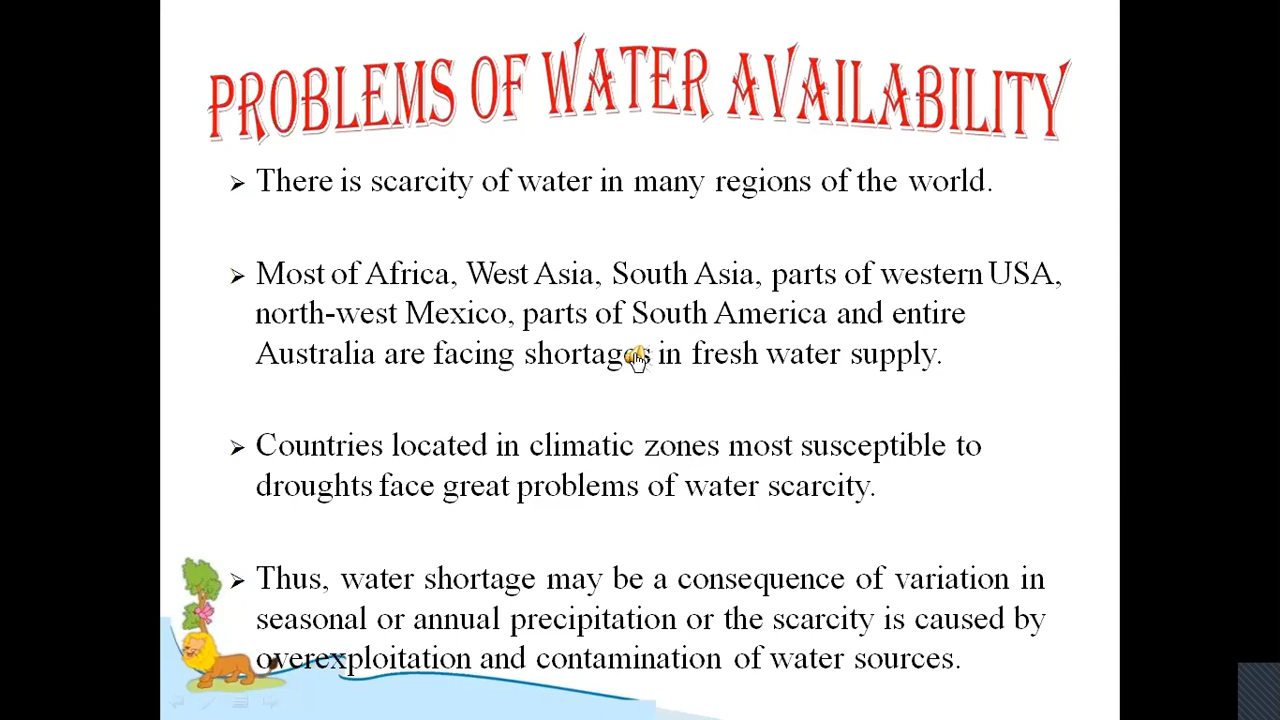 PROBLEMS OF WATER AVAILABILITY
There is scarcity of water in many regions of the world.
Most of Africa, West Asia, South Asia, parts of western USA,
north-west Mexico, parts of South America and entire
Australia are facing shortages in fresh water supply.
Countries located in climatic zones most susceptible to
droughts face great problems of water scarcity.
Thus, water shortage may be a consequence of variation in
seasonal or annual precipitation or the scarcity is caused by
overexploitation and contamination of water sources.